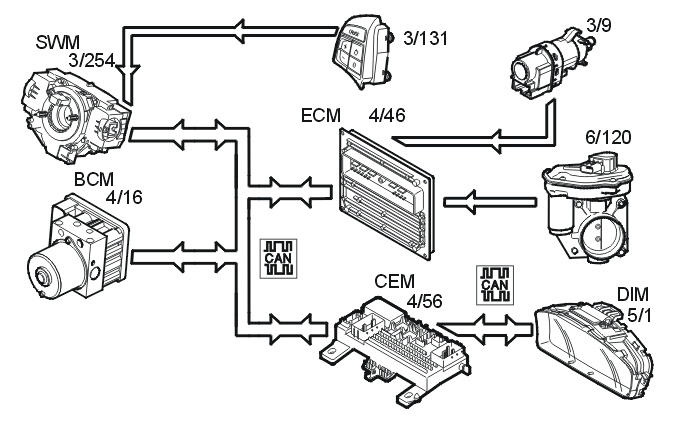 SWM
3/254
3/131
3/9
ECM 4/46
6/120
BCM
4/16
CAN
CEM
4/56
CAN
DIM
5/1